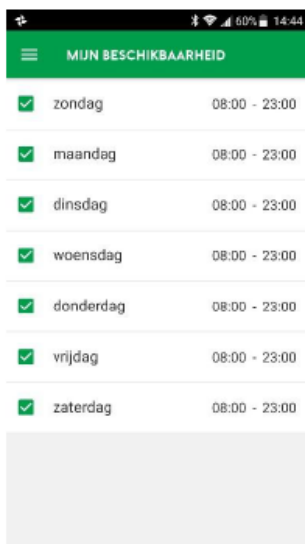 60% 14:44
MIJN BESCHIKBAARHEID
zondag 08:00 - 23:00
maandag 08:00 - 23:00
dinsdag 08:00 - 23:00
woensdag 08:00 - 23:00
donderdag 08:00 - 23:00
vrijdag 08:00 - 23:00
zaterdag 08:00 - 23:00